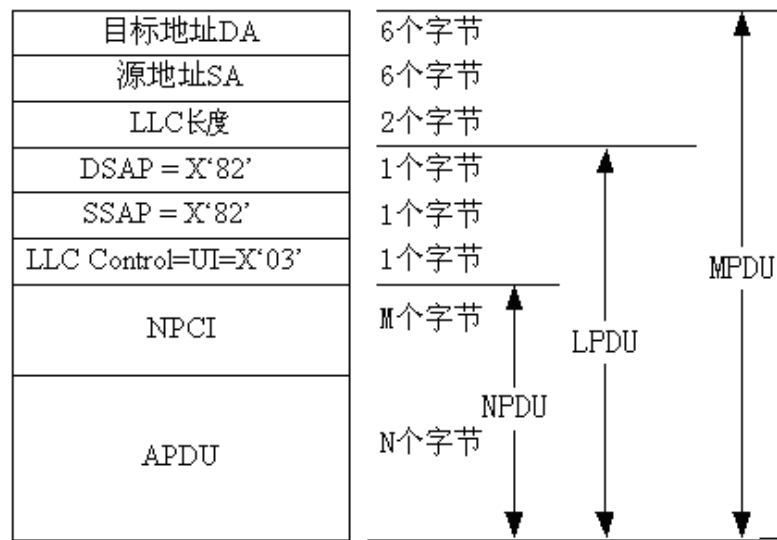 目标地址DA 6个字节
源地址SA 6个字节
LLC长度 2个字节
DSAP = X‘82’ 1个字节
SSAP = X‘82’ 1个字节
LLC Control=UI=X‘03’ 1个字节
MPDU
NPCI M个字节
LPDU
NPDU
APDU N个字节